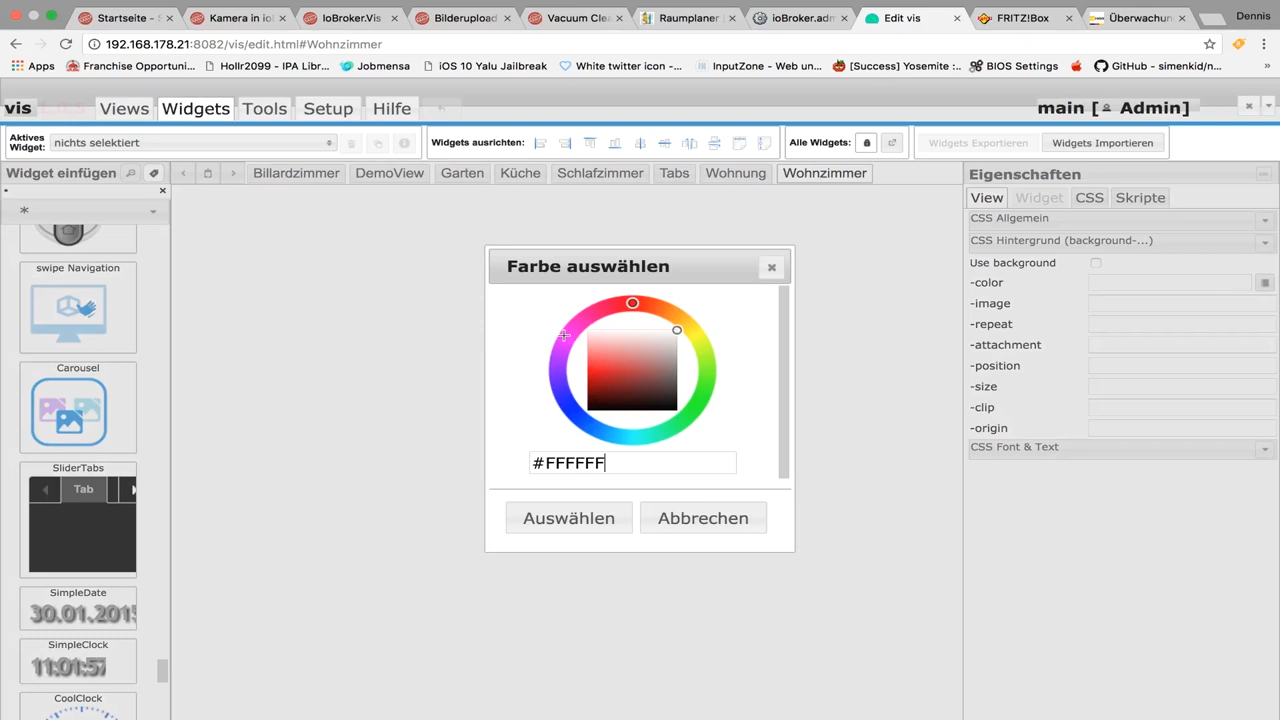 Startseite - S
Kamera in iol
IoBroker.Vis
Bilderupload
Vacuum Clea
Raumplaner
ioBroker.adm
Edit vis
FRITZ!Box
Überwachun
Dennis
192.168.178.21:8082/vis/edit.html#Wohnzimmer
Apps
Franchise Opportuni...
Hollr2099 - IPA Libr...
Jobmensa
iOS 10 Yalu Jailbreak
White twitter icon -...
InputZone - Web un...
[Success] Yosemite :...
BIOS Settings
GitHub - simenkid/n...
vis
Views
Widgets
Tools
Setup
Hilfe
main [ Admin]
Aktives
Widget:
nichts selektiert
Widgets ausrichten:
Alle Widgets:
Widgets Exportieren
Widgets Importieren
Widget einfügen
Billardzimmer
DemoView
Garten
Küche
Schlafzimmer
Tabs
Wohnung
Wohnzimmer
Eigenschaften
*
View
Widget
CSS
Skripte
CSS Allgemein
CSS Hintergrund (background-...)
Use background
-color
-image
-repeat
-attachment
-position
-size
-clip
-origin
CSS Font & Text
swipe Navigation
Carousel
SliderTabs
Tab
SimpleDate
30.01.201
SimpleClock
11:01:57
CoolClock
Farbe auswählen
#FFFFFF
Auswählen
Abbrechen